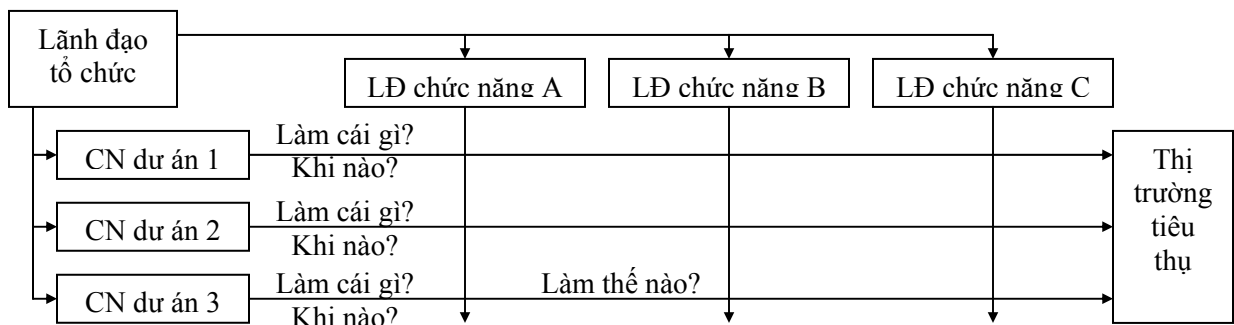 Lãnh đạo
tổ chức
LĐ chức năng A
LĐ chức năng B
LĐ chức năng C
CN dư án 1
Làm cái gì?
Khi nào?
CN dư án 2
Làm cái gì?
Khi nào?
CN dư án 3
Làm cái gì?
Khi nào?
Làm thế nào?
Thị
trường
tiêu
thụ